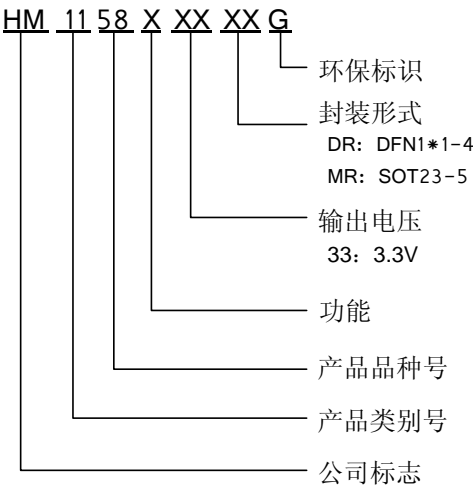 HM 11 58 X XX XX G
环保标识
封装形式
DR: DFN1*1-4
MR: SOT23-5
输出电压
33: 3.3V
功能
产品品种号
产品类别号
公司标志